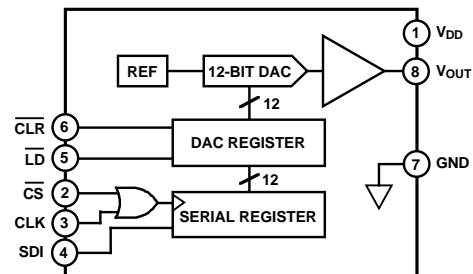 1
VDD
REF
12-BIT DAC
8
VOUT
12
CLR
6
DAC REGISTER
LD
5
7
GND
12
CS
2
CLK
3
SERIAL REGISTER
SDI
4